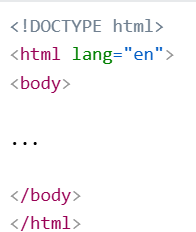 <!DOCTYPE html>
<html lang="en">
<body>
...
</body>
</html>